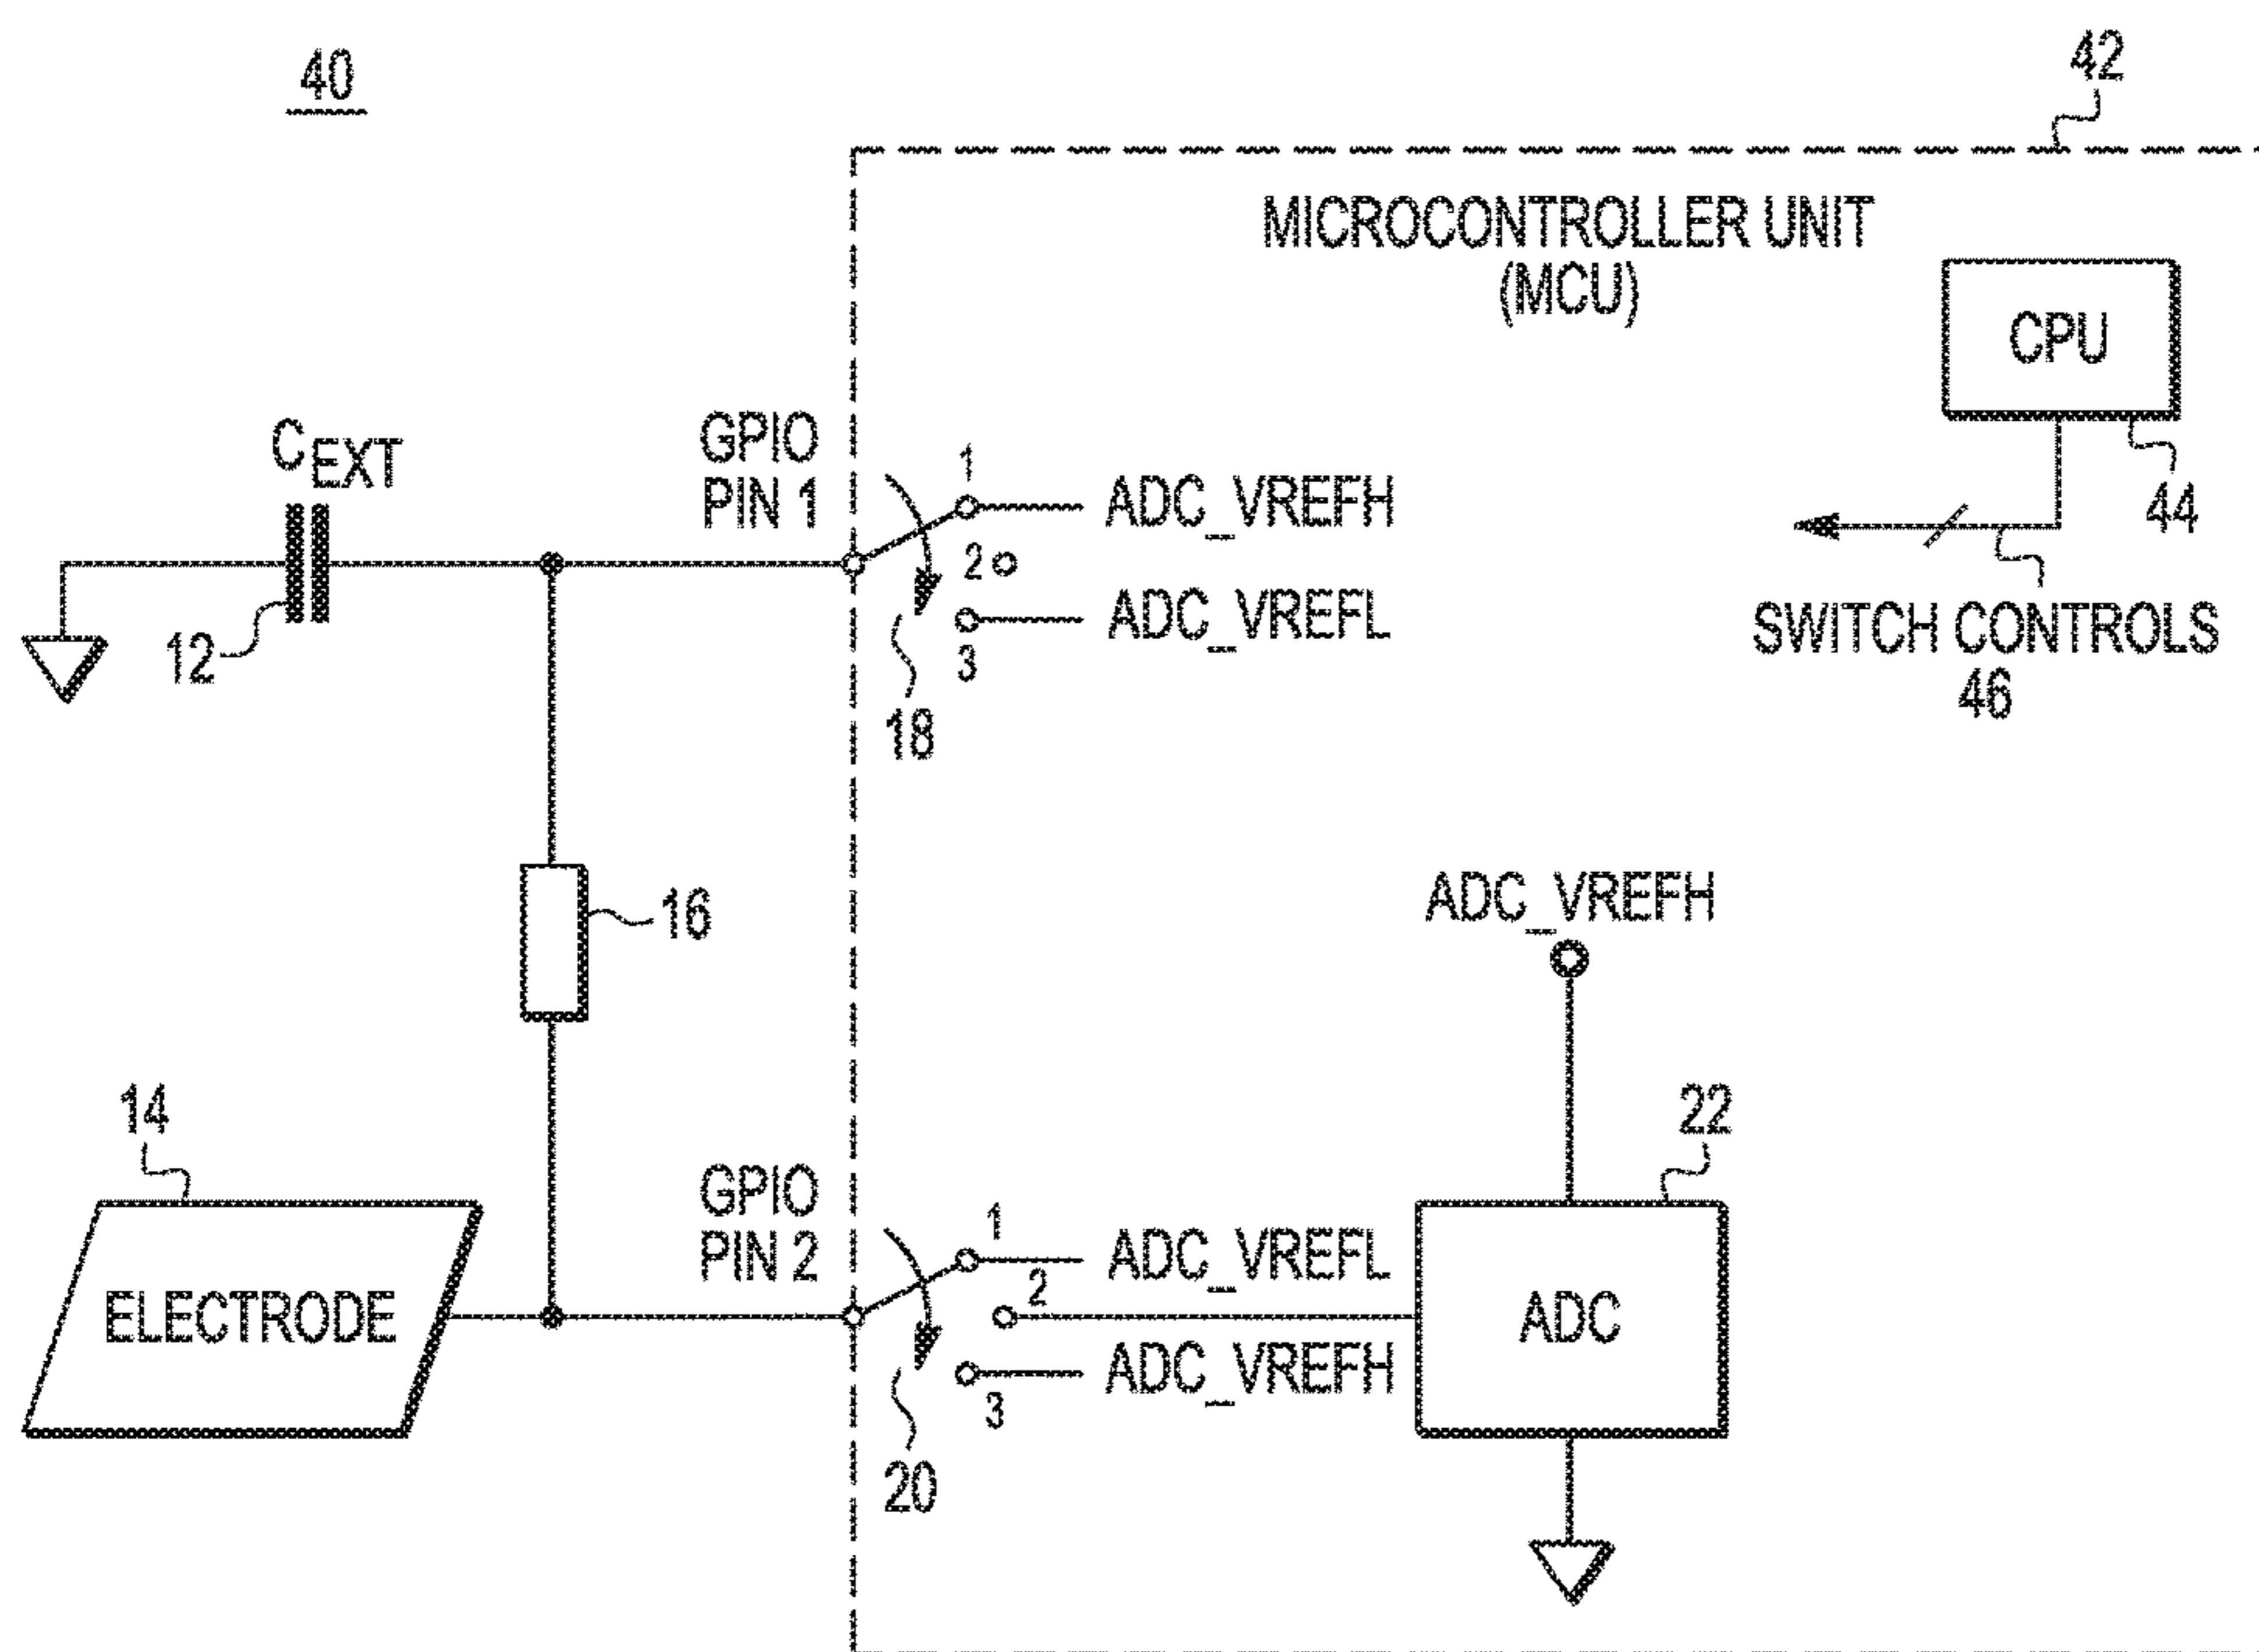 40
42
MICROCONTROLLER UNIT
(MCU)
CPU
44
SWITCH CONTROLS
46
C EXT
12
GPIO
PIN 1
1
ADC_VREFH
2
ADC_VREFL
3
18
16
ADC_VREFH
14
22
ELECTRODE
GPIO
PIN 2
1
ADC_VREFL
2
ADC
ADC_VREFH
3
20